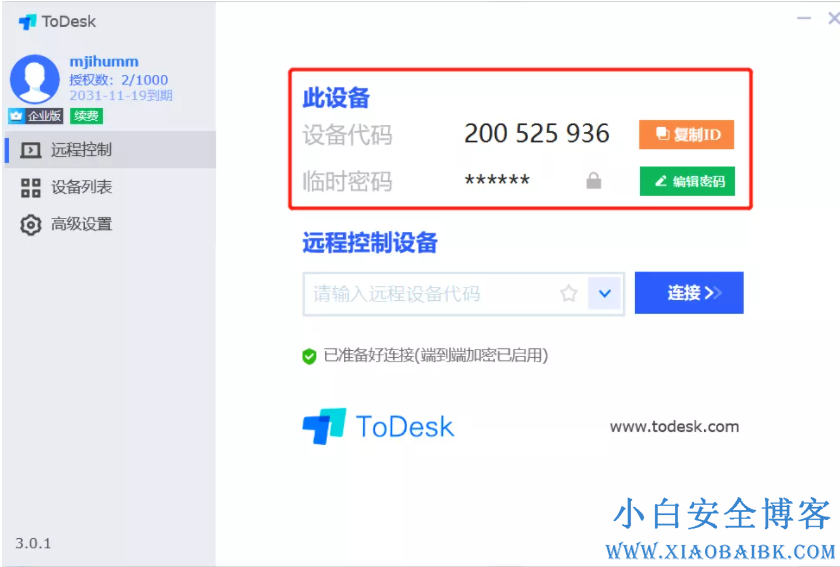 ToDesk
mjihumm
授权数：2/1000
2031-11-19到期
企业版 续费
远程控制
设备列表
高级设置
3.0.1
此设备
设备代码 200 525 936 复制ID
临时密码 ****** 编辑密码
远程控制设备
请输入远程设备代码 连接
已准备好连接(端到端加密已启用)
ToDesk www.todesk.com
小白安全博客
WWW.XIAOBAIBK.COM